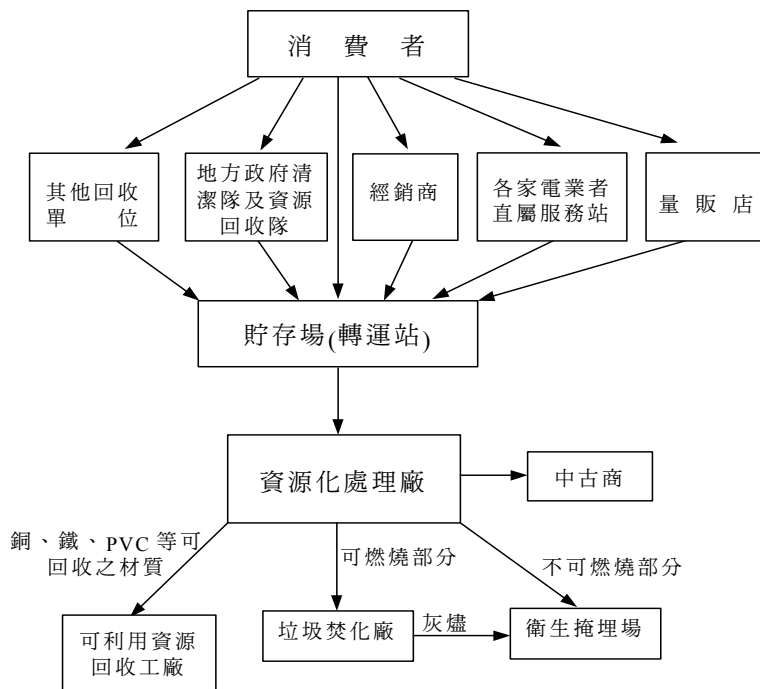 消費者
其他回收
單位
地方政府清
潔隊及資源
回收隊
經銷商
各家電業者
直屬服務站
量販店
貯存場(轉運站)
資源化處理廠
中古商
銅、鐵、PVC 等可
回收之材質
可燃燒部分
不可燃燒部分
可利用資源
回收工廠
垃圾焚化廠
灰燼
衛生掩埋場